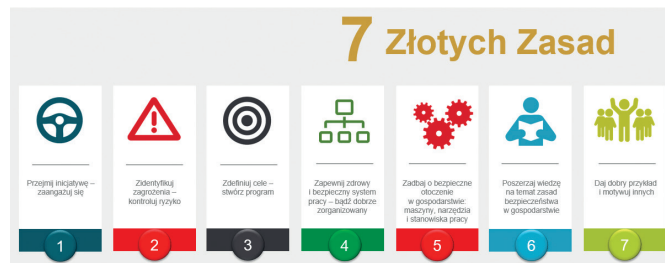 7 Złotych Zasad
Przejmij inicjatywę –
zaangażuj się
1
Zidentyfikuj
zagrożenia –
kontroluj ryzyko
2
Zdefiniuj cele –
stwórz program
3
Zapewnij zdrowy
i bezpieczny system
pracy – bądź dobrze
zorganizowany
4
Zadbaj o bezpieczne
otoczenie
w gospodarstwie:
maszyny, narzędzia
i stanowiska pracy
5
Poszerzaj wiedzę
na temat zasad
bezpieczeństwa
w gospodarstwie
6
Daj dobry przykład
i motywuj innych
7